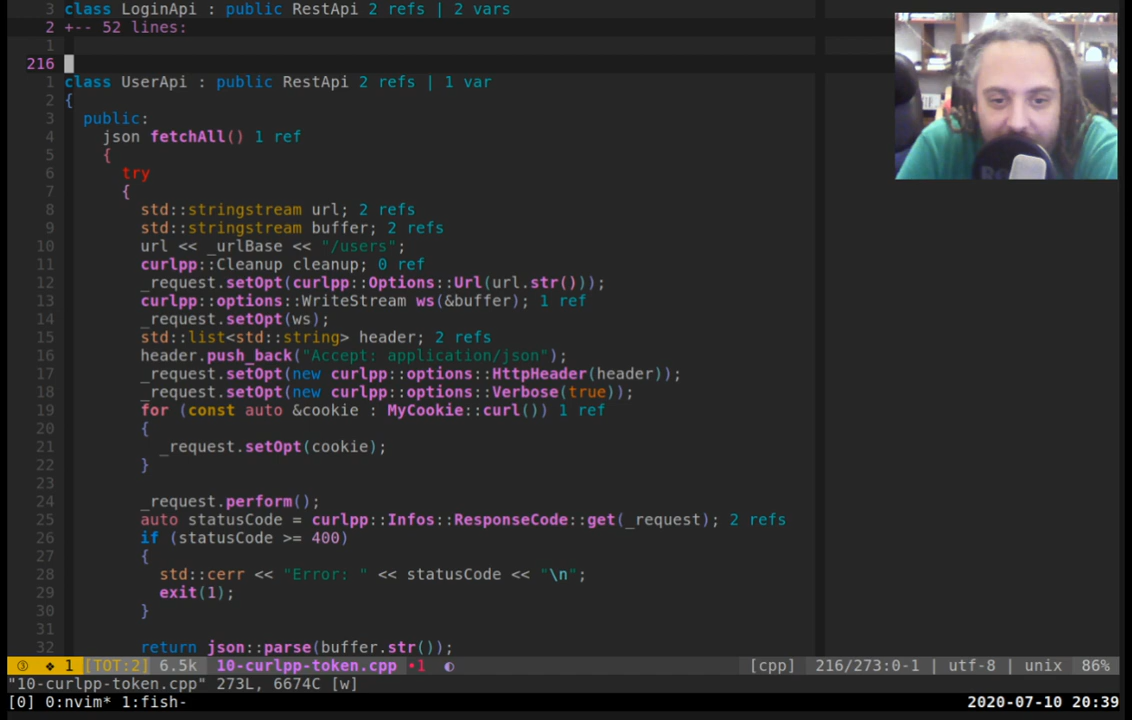 3 class LoginApi : public RestApi 2 refs | 2 vars
2 +-- 52 lines:
1
216
1 class UserApi : public RestApi 2 refs | 1 var
2 {
3 public:
4 json fetchAll() 1 ref
5 {
6 try
7 {
8 std::stringstream url; 2 refs
9 std::stringstream buffer; 2 refs
10 url << _urlBase << "/users";
11 curlpp::Cleanup cleanup; 0 ref
12 _request.setOpt(curlpp::Options::Url(url.str()));
13 curlpp::options::WriteStream ws(&buffer); 1 ref
14 _request.setOpt(ws);
15 std::list<std::string> header; 2 refs
16 header.push_back("Accept: application/json");
17 _request.setOpt(new curlpp::options::HttpHeader(header));
18 _request.setOpt(new curlpp::options::Verbose(true));
19 for (const auto &cookie : MyCookie::curl()) 1 ref
20 {
21 _request.setOpt(cookie);
22 }
23
24 _request.perform();
25 auto statusCode = curlpp::Infos::ResponseCode::get(_request); 2 refs
26 if (statusCode >= 400)
27 {
28 std::cerr << "Error: " << statusCode << "\n";
29 exit(1);
30 }
31
32 return json::parse(buffer.str());
③ ❖ 1 [TOT:2] 6.5k 10-curlpp-token.cpp •1 ◐ [cpp] 216/273:0-1 | utf-8 | unix 86%
"10-curlpp-token.cpp" 273L, 6674C [w]
[0] 0:nvim* 1:fish- 2020-07-10 20:39